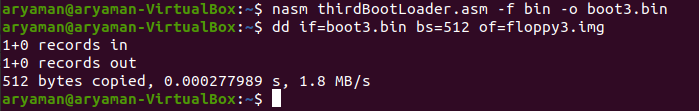 aryaman@aryaman-VirtualBox:~$ nasm thirdBootLoader.asm -f bin -o boot3.bin
aryaman@aryaman-VirtualBox:~$ dd if=boot3.bin bs=512 of=floppy3.img
1+0 records in
1+0 records out
512 bytes copied, 0.000277989 s, 1.8 MB/s
aryaman@aryaman-VirtualBox:~$